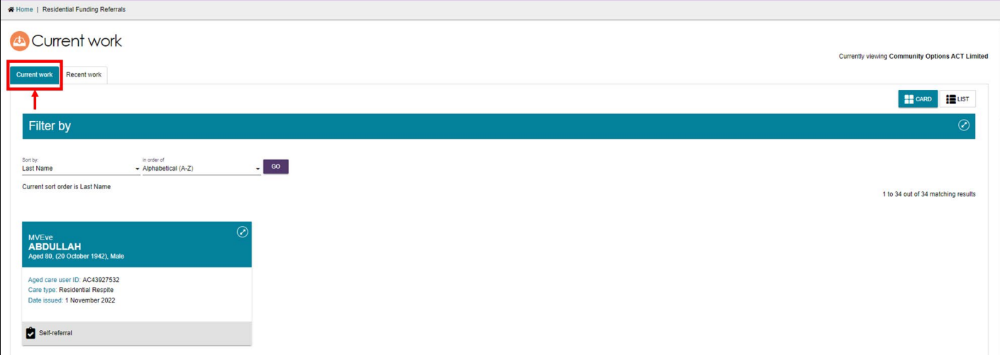 Home | Residential Funding Referrals
Current work
Currently viewing Community Options ACT Limited
Current work
Recent work
CARD
LIST
Filter by
Sort by:
Last Name
In order of
Alphabetical (A-Z)
GO
Current sort order is Last Name
1 to 34 out of 34 matching results
MVEve
ABDULLAH
Aged 80, (20 October 1942), Male
Aged care user ID: AC43927532
Care type: Residential Respite
Date issued: 1 November 2022
Self-referral